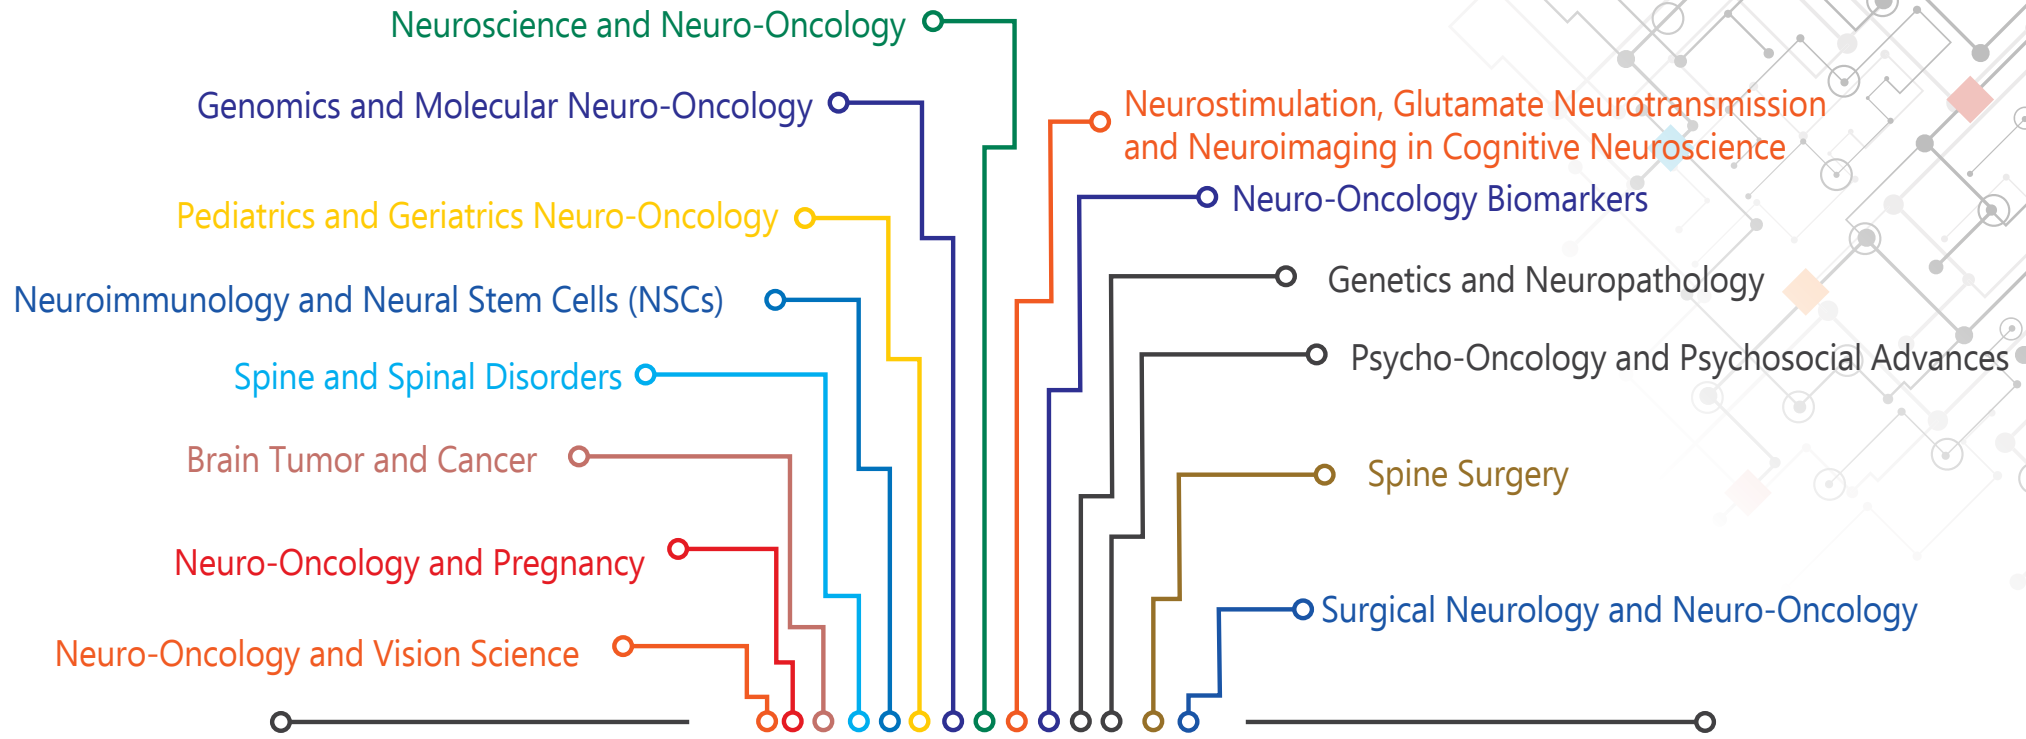 Neuroscience and Neuro-Oncology
Genomics and Molecular Neuro-Oncology
Pediatrics and Geriatrics Neuro-Oncology
Neuroimmunology and Neural Stem Cells (NSCs)
Spine and Spinal Disorders
Brain Tumor and Cancer
Neuro-Oncology and Pregnancy
Neuro-Oncology and Vision Science
Neurostimulation, Glutamate Neurotransmission
and Neuroimaging in Cognitive Neuroscience
Neuro-Oncology Biomarkers
Genetics and Neuropathology
Psycho-Oncology and Psychosocial Advances
Spine Surgery
Surgical Neurology and Neuro-Oncology